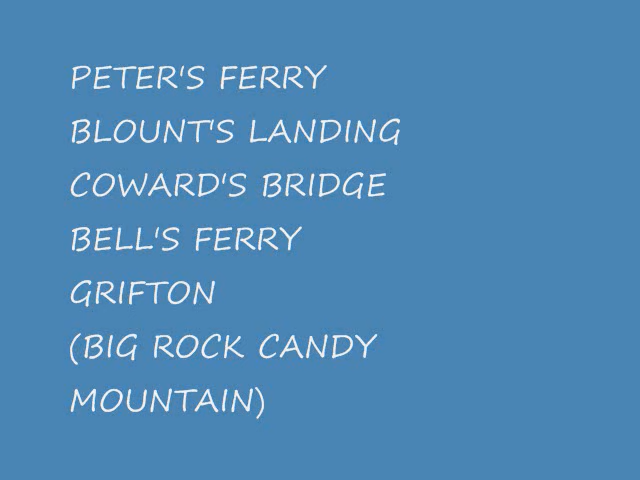 PETER'S FERRY
BLOUNT'S LANDING
COWARD'S BRIDGE
BELL'S FERRY
GRIFTON
(BIG ROCK CANDY
MOUNTAIN)